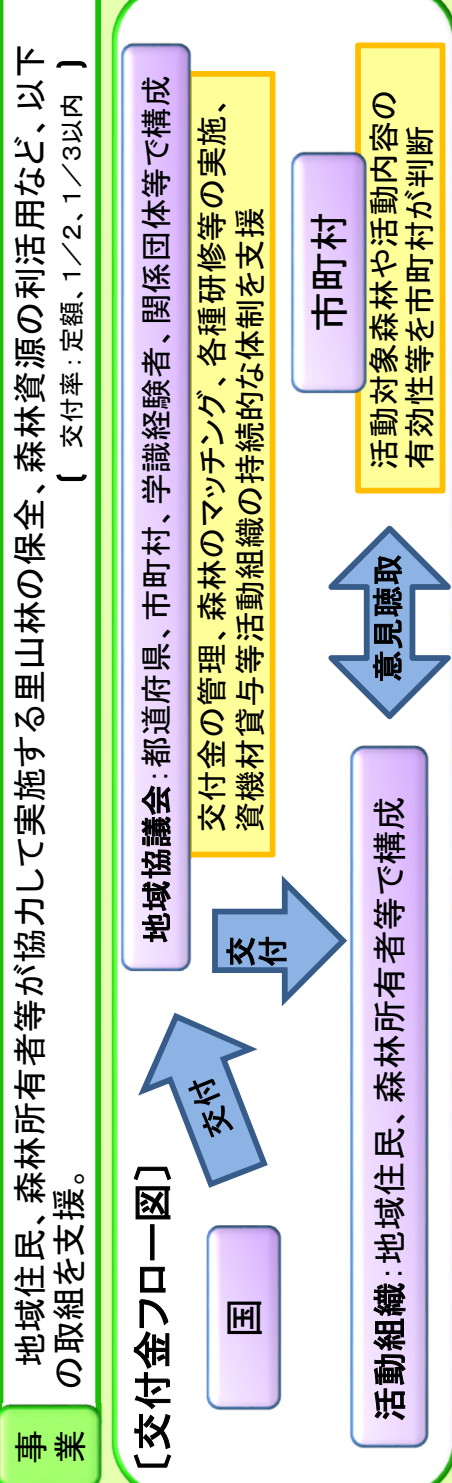 事業
地域住民、森林所有者等が協力して実施する里山林の保全、森林資源の利活用など、以下
の取組を支援。
〔 交付率：定額、1／2、1／3以内 〕
〔交付金フロー図〕
国
交付
地域協議会：都道府県、市町村、学識経験者、関係団体等で構成
交付金の管理、森林のマッチング、各種研修等の実施、
資機材貸与等活動組織の持続的な体制を支援
交付
活動組織：地域住民、森林所有者等で構成
意見聴取
市町村
活動対象森林や活動内容の
有効性等を市町村が判断